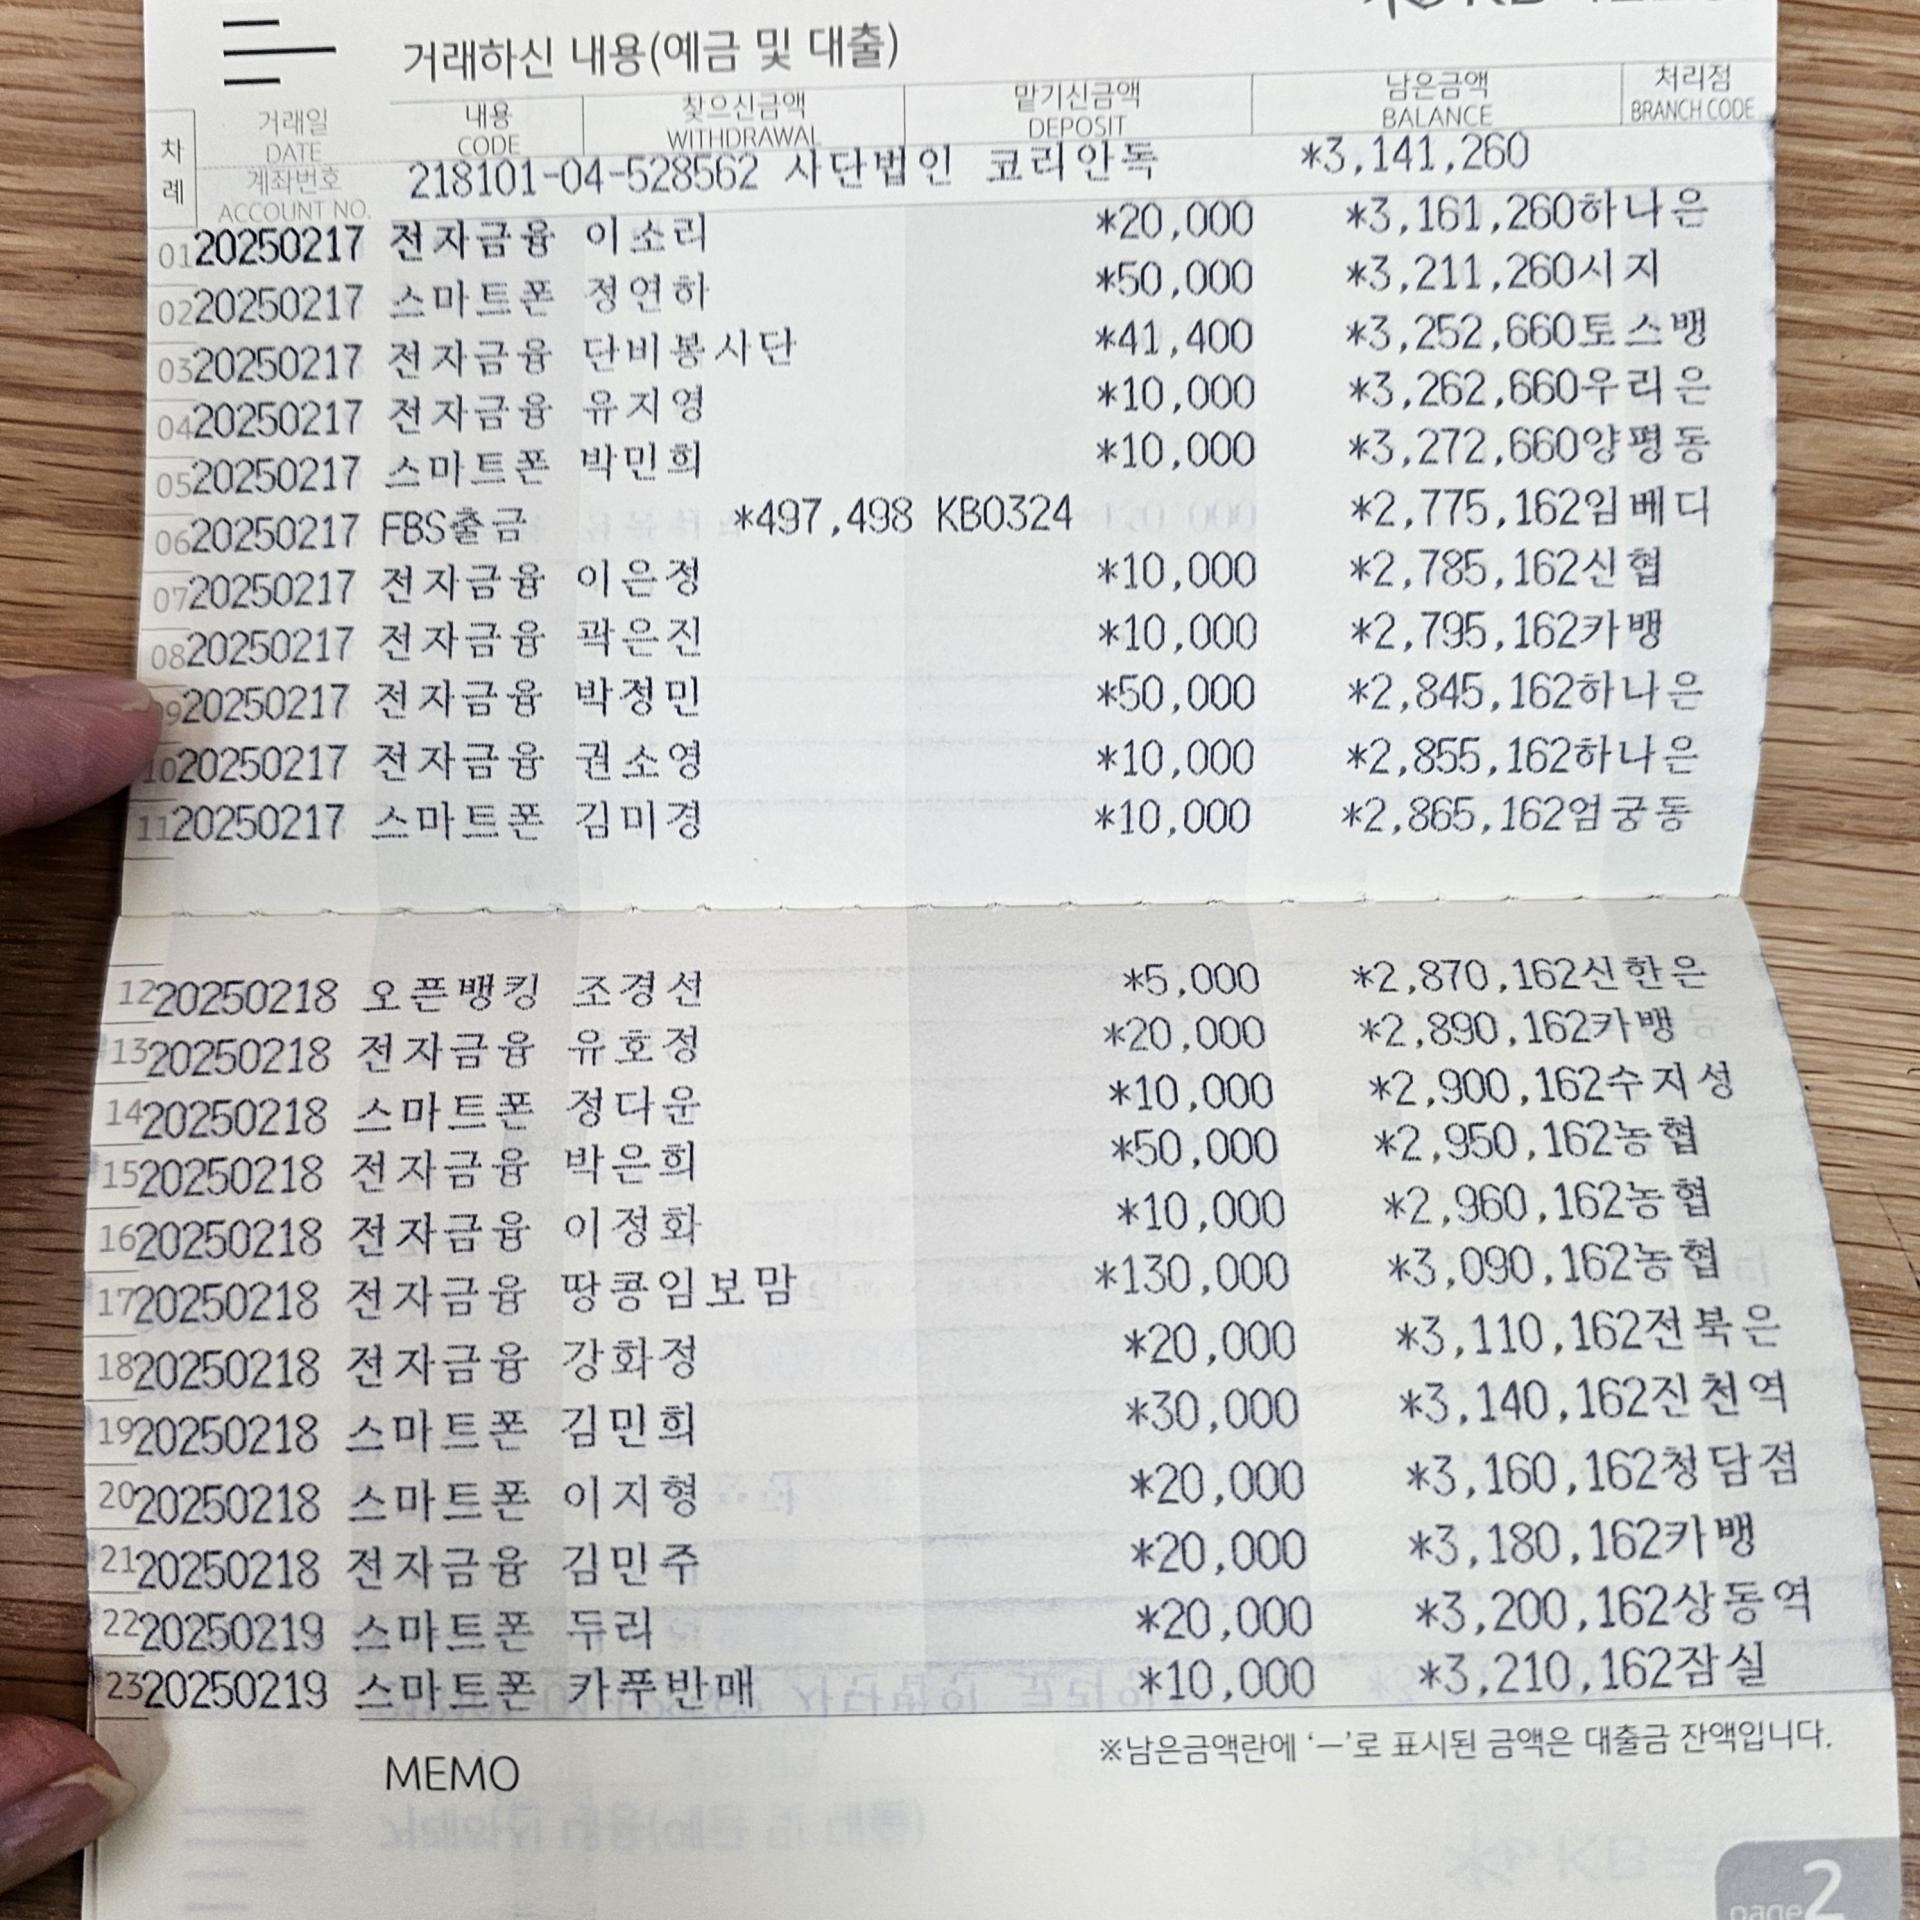 거래하신 내용(예금 및 대출)
차례 거래일 DATE 계좌번호 ACCOUNT NO. 내용 CODE 찾으신금액 WITHDRAWAL 맡기신금액 DEPOSIT 남은금액 BALANCE 처리점 BRANCH CODE
218101-04-528562 사단법인 코리안독 *3,141,260
01 20250217 전자금융 이소리 *20,000 *3,161,260하나은
02 20250217 스마트폰 정연하 *50,000 *3,211,260시지
03 20250217 전자금융 단비봉사단 *41,400 *3,252,660토스뱅
04 20250217 전자금융 유지영 *10,000 *3,262,660우리은
05 20250217 스마트폰 박민희 *10,000 *3,272,660양평동
06 20250217 FBS출금 *497,498 KB0324 *2,775,162임베디
07 20250217 전자금융 이은정 *10,000 *2,785,162신협
08 20250217 전자금융 곽은진 *10,000 *2,795,162카뱅
09 20250217 전자금융 박정민 *50,000 *2,845,162하나은
10 20250217 전자금융 권소영 *10,000 *2,855,162하나은
11 20250217 스마트폰 김미경 *10,000 *2,865,162엄궁동
12 20250218 오픈뱅킹 조경선 *5,000 *2,870,162신한은
13 20250218 전자금융 유호정 *20,000 *2,890,162카뱅
14 20250218 스마트폰 정다운 *10,000 *2,900,162수지성
15 20250218 전자금융 박은희 *50,000 *2,950,162농협
16 20250218 전자금융 이정화 *10,000 *2,960,162농협
17 20250218 전자금융 땅콩임보맘 *130,000 *3,090,162농협
18 20250218 전자금융 강화정 *20,000 *3,110,162전북은
19 20250218 스마트폰 김민희 *30,000 *3,140,162진천역
20 20250218 스마트폰 이지형 *20,000 *3,160,162청담점
21 20250218 전자금융 김민주 *20,000 *3,180,162카뱅
22 20250219 스마트폰 두리 *20,000 *3,200,162상동역
23 20250219 스마트폰 카푸반매 *10,000 *3,210,162잠실
※남은금액란에 ‘—’로 표시된 금액은 대출금 잔액입니다.
MEMO
page2